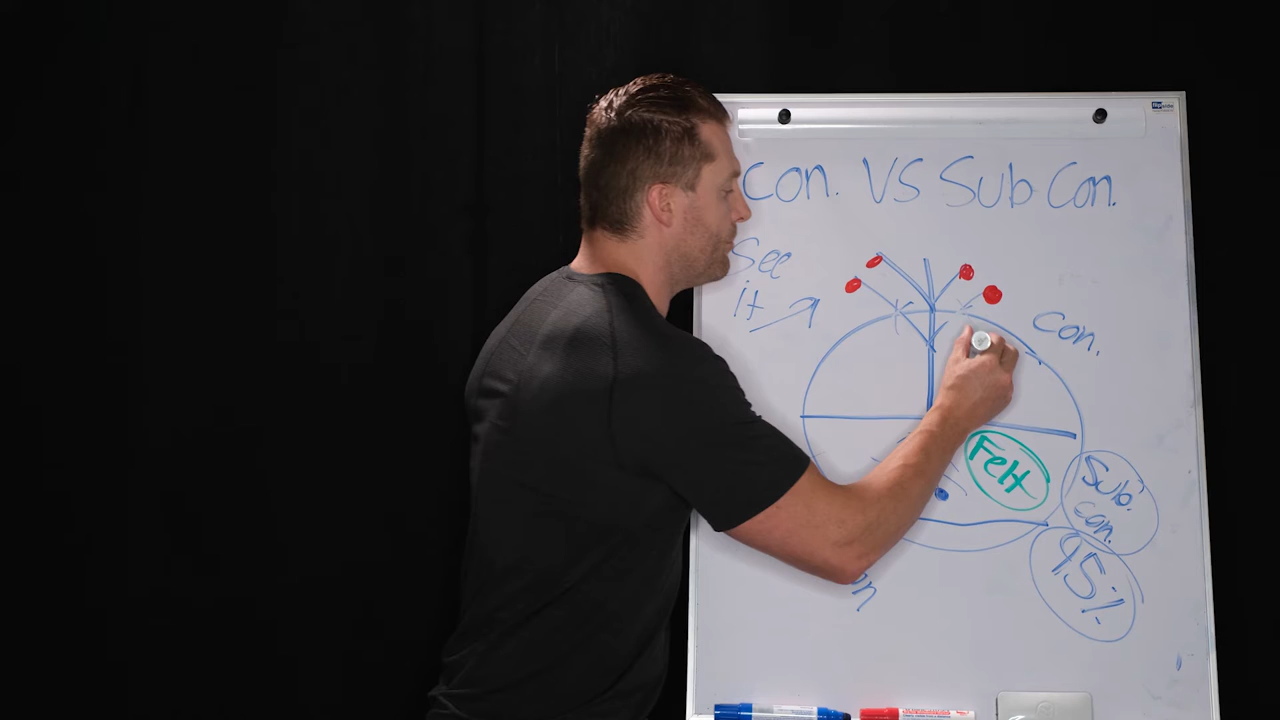 Con. VS Sub Con.
See
it
Con.
Felt
Sub.
Con.
95%